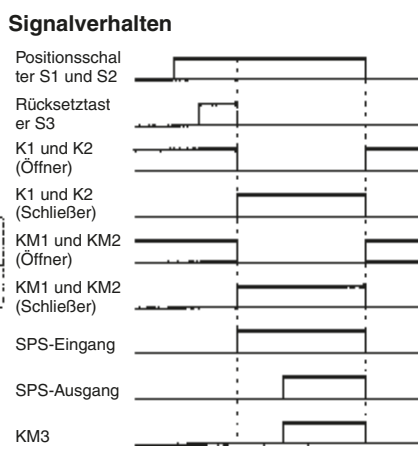 Signalverhalten
Positionsschal
ter S1 und S2
Rücksetztast
er S3
K1 und K2
(Öffner)
K1 und K2
(Schließer)
KM1 und KM2
(Öffner)
KM1 und KM2
(Schließer)
SPS-Eingang
SPS-Ausgang
KM3